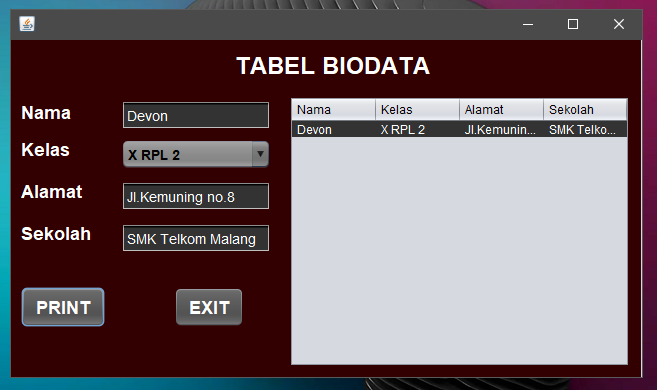 TABEL BIODATA
Nama Devon
Kelas X RPL 2
Alamat Jl.Kemuning no.8
Sekolah SMK Telkom Malang
PRINT EXIT
Nama Kelas Alamat Sekolah
Devon X RPL 2 Jl.Kemunin... SMK Telko...